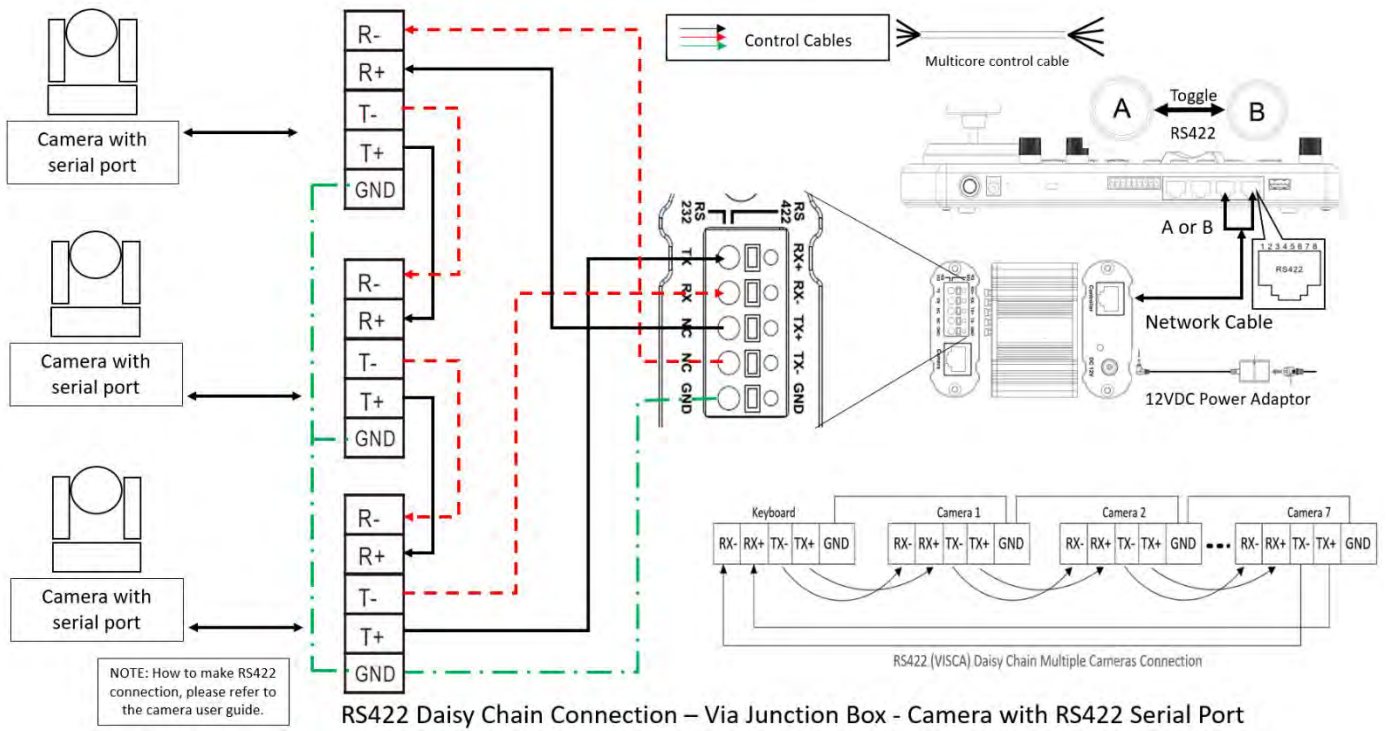 R-
R+
T-
T+
GND
Camera with
serial port
R-
R+
T-
T+
GND
Camera with
serial port
R-
R+
T-
T+
GND
Camera with
serial port
NOTE: How to make RS422
connection, please refer to
the camera user guide.
Control Cables
Multicore control cable
A
Toggle
B
RS422
A or B
1 2 3 4 5 6 7 8
RS422
RS
232
RS
422
TX
RX+
RX
RX-
NC
TX+
NC
TX-
GND
GND
Controller
DC 12V
Camera
Network Cable
12VDC Power Adaptor
Keyboard
Camera 1
Camera 2
Camera 7
RX- RX+ TX- TX+ GND
RX- RX+ TX- TX+ GND
RX- RX+ TX- TX+ GND
RX- RX+ TX- TX+ GND
RS422 (VISCA) Daisy Chain Multiple Cameras Connection
RS422 Daisy Chain Connection – Via Junction Box - Camera with RS422 Serial Port